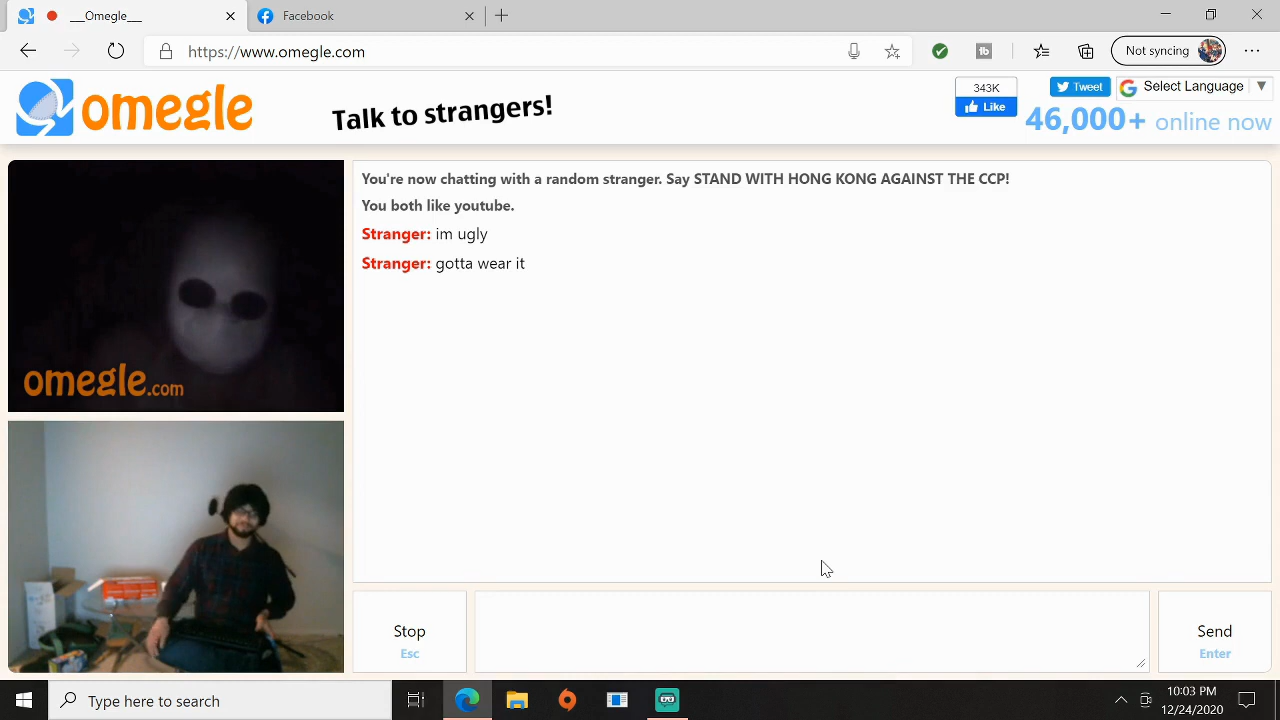 __Omegle__
Facebook
https://www.omegle.com
Not syncing
omegle
Talk to strangers!
343K
Like
Tweet
Select Language
46,000+ online now
You're now chatting with a random stranger. Say STAND WITH HONG KONG AGAINST THE CCP!
You both like youtube.
Stranger: im ugly
Stranger: gotta wear it
omegle.com
Stop
Esc
Send
Enter
Type here to search
10:03 PM
12/24/2020